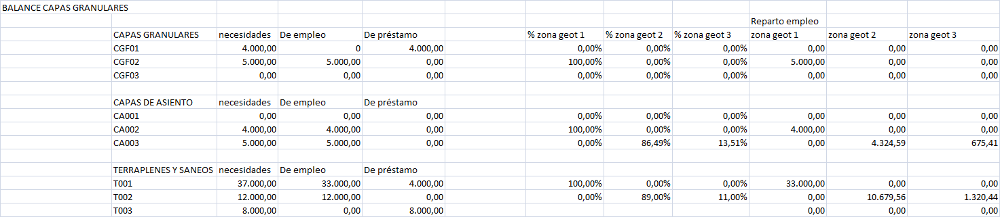 BALANCE CAPAS GRANULARES
Reparto empleo
CAPAS GRANULARES necesidades De empleo De préstamo % zona geot 1 % zona geot 2 % zona geot 3 zona geot 1 zona geot 2 zona geot 3
CGF01 4.000,00 0 4.000,00 0,00% 0,00% 0,00% 0,00 0,00 0,00
CGF02 5.000,00 5.000,00 0,00 100,00% 0,00% 0,00% 5.000,00 0,00 0,00
CGF03 0,00 0,00 0,00 0,00% 0,00% 0,00% 0,00 0,00 0,00
CAPAS DE ASIENTO necesidades De empleo De préstamo
CA001 0,00 0,00 0,00 0,00% 0,00% 0,00% 0,00 0,00 0,00
CA002 4.000,00 4.000,00 0,00 100,00% 0,00% 0,00% 4.000,00 0,00 0,00
CA003 5.000,00 5.000,00 0,00 0,00% 86,49% 13,51% 0,00 4.324,59 675,41
TERRAPLENES Y SANEOS necesidades De empleo De préstamo
T001 37.000,00 33.000,00 4.000,00 100,00% 0,00% 0,00% 33.000,00 0,00 0,00
T002 12.000,00 12.000,00 0,00 0,00% 89,00% 11,00% 0,00 10.679,56 1.320,44
T003 8.000,00 0,00 8.000,00 0,00 0,00 0,00